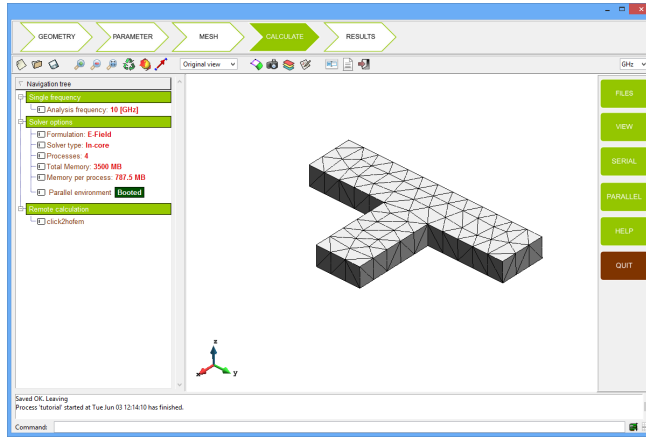 GEOMETRY
PARAMETER
MESH
CALCULATE
RESULTS
Original view
GHz
Navigation tree
Single frequency
Analysis frequency: 10 [GHz]
Solver options
Formulation: E-Field
Solver type: In-core
Processes: 4
Total Memory: 3500 MB
Memory per process: 787.5 MB
Parallel environment Booted
Remote calculation
click2hofem
FILES
VIEW
SERIAL
PARALLEL
HELP
QUIT
z
x
y
Saved OK. Leaving
Process 'tutorial' started at Tue Jun 03 12:14:10 has finished.
Command: